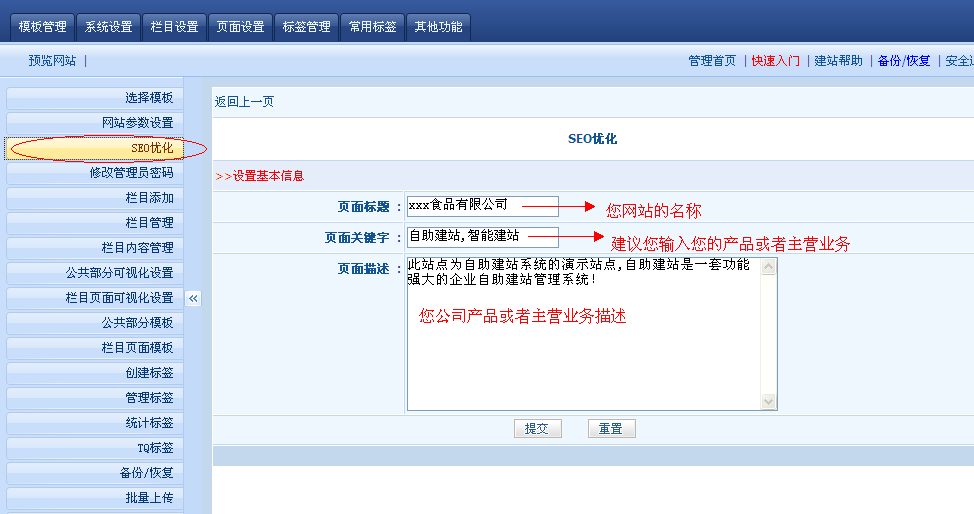 模板管理 系统设置 栏目设置 页面设置 标签管理 常用标签 其他功能
预览网站 |
管理首页 | 快速入门 | 建站帮助 | 备份/恢复 | 安全
选择模板
网站参数设置
SEO优化
修改管理员密码
栏目添加
栏目管理
栏目内容管理
公共部分可视化设置
栏目页面可视化设置
公共部分模板
栏目页面模板
创建标签
管理标签
统计标签
TQ标签
备份/恢复
批量上传
«
返回上一页
SEO优化
>>设置基本信息
页面标题 : xxx食品有限公司 您网站的名称
页面关键字 : 自助建站,智能建站 建议您输入您的产品或者主营业务
页面描述 : 此站点为自助建站系统的演示站点,自助建站是一套功能
强大的企业自助建站管理系统!
您公司产品或者主营业务描述
提交 重置